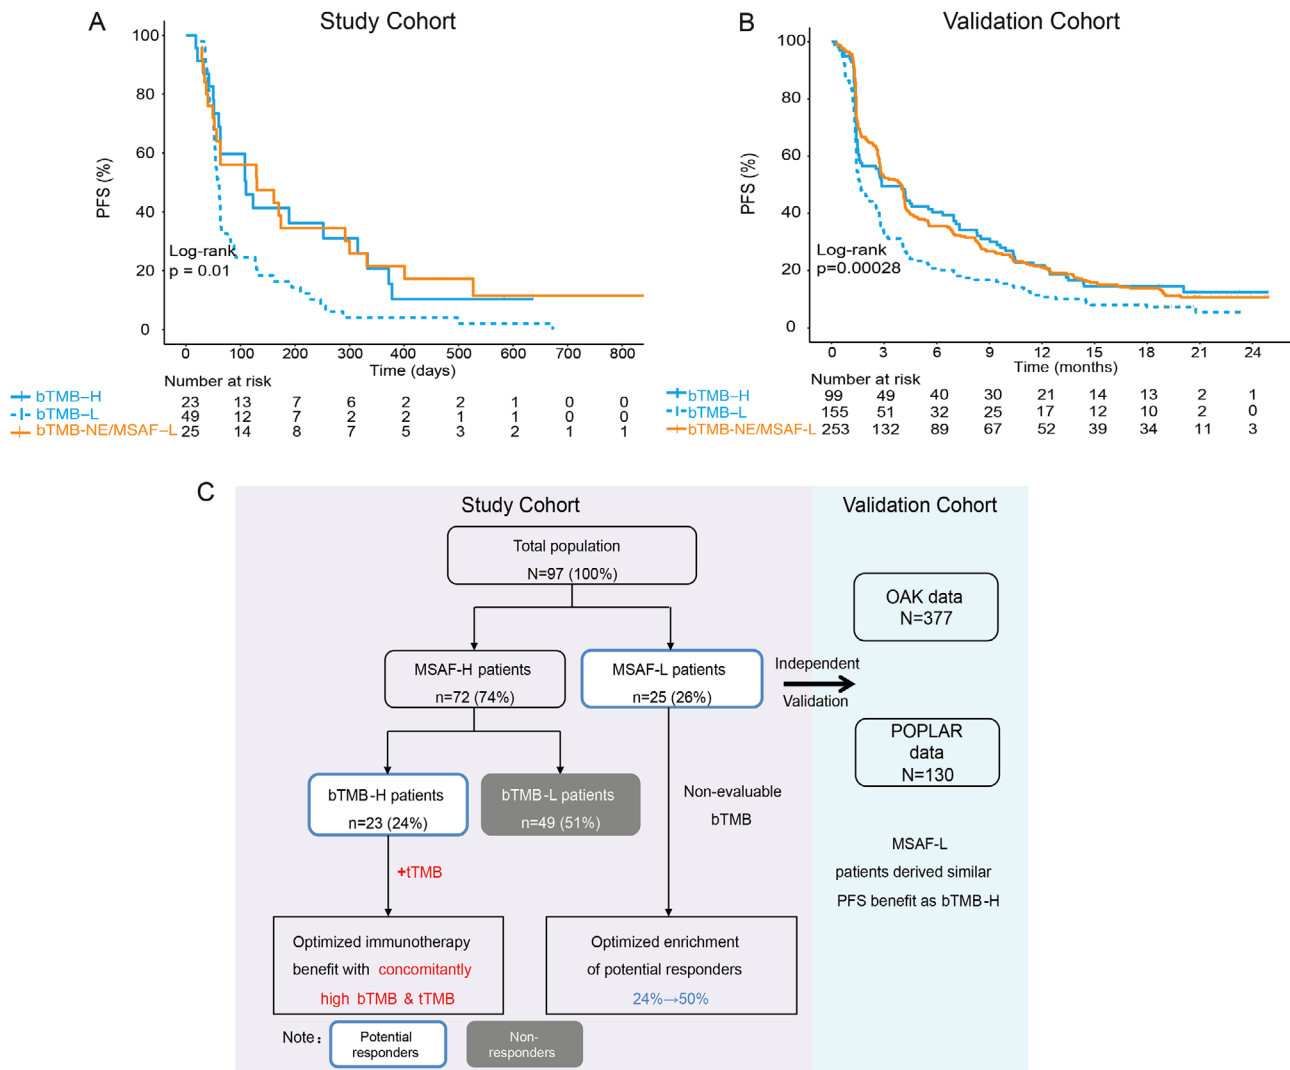 A
Study Cohort
100
80
60
40
20
0
PFS (%)
Log-rank
p = 0.01
0 100 200 300 400 500 600 700 800
Time (days)
Number at risk
bTMB–H 23 13 7 6 2 2 1 0 0
bTMB–L 49 12 7 2 2 1 1 0 0
bTMB-NE/MSAF–L 25 14 8 7 5 3 2 1 1
B
Validation Cohort
100
80
60
40
20
0
PFS (%)
Log-rank
p=0.00028
0 3 6 9 12 15 18 21 24
Time (months)
Number at risk
bTMB–H 99 49 40 30 21 14 13 2 1
bTMB–L 155 51 32 25 17 12 10 2 0
bTMB-NE/MSAF-L 253 132 89 67 52 39 34 11 3
C
Study Cohort
Total population
N=97 (100%)
MSAF-H patients
n=72 (74%)
MSAF-L patients
n=25 (26%)
bTMB-H patients
n=23 (24%)
bTMB-L patients
n=49 (51%)
Non-evaluable
bTMB
+tTMB
Optimized immunotherapy
benefit with concomitantly
high bTMB & tTMB
Optimized enrichment
of potential responders
24%→50%
Note：
Potential
responders
Non-
responders
Independent
Validation
Validation Cohort
OAK data
N=377
POPLAR
data
N=130
MSAF-L
patients derived similar
PFS benefit as bTMB-H